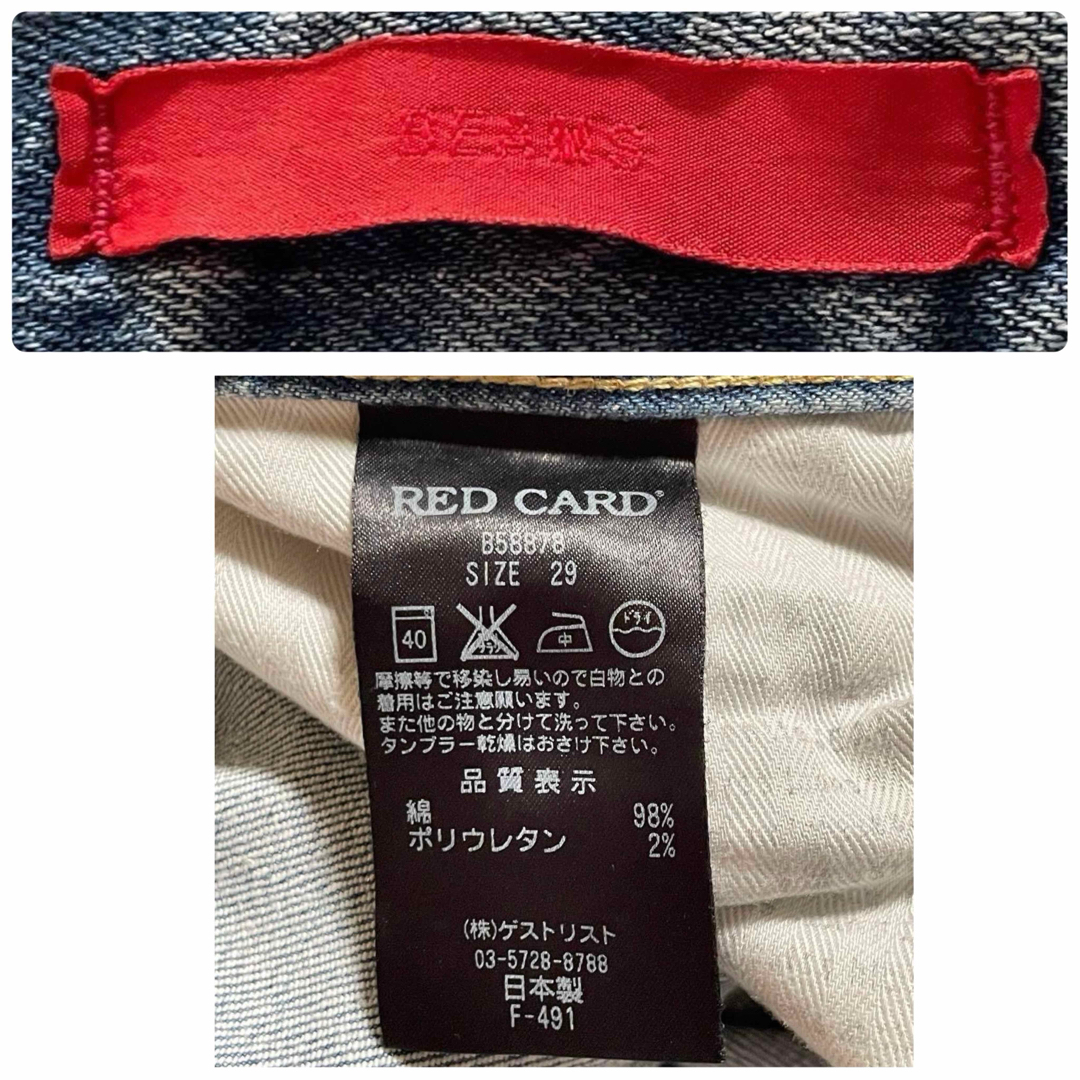 RED CARD®
B58878
SIZE 29
40
中
ドライ
摩擦等で移染し易いので白物との
着用はご注意願います。
また他の物と分けて洗って下さい。
タンブラー乾燥はおさけ下さい。
品質表示
綿 98%
ポリウレタン 2%
(株)ゲストリスト
03-5728-8788
日本製
F-491